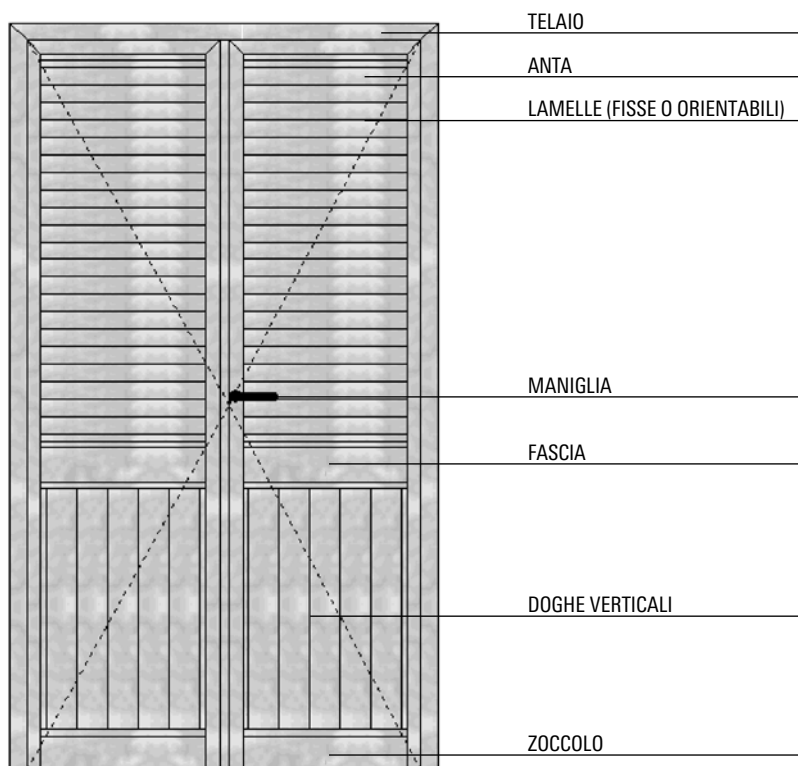 TELAIO
ANTA
LAMELLE (FISSE O ORIENTABILI)
MANIGLIA
FASCIA
DOGHE VERTICALI
ZOCCOLO